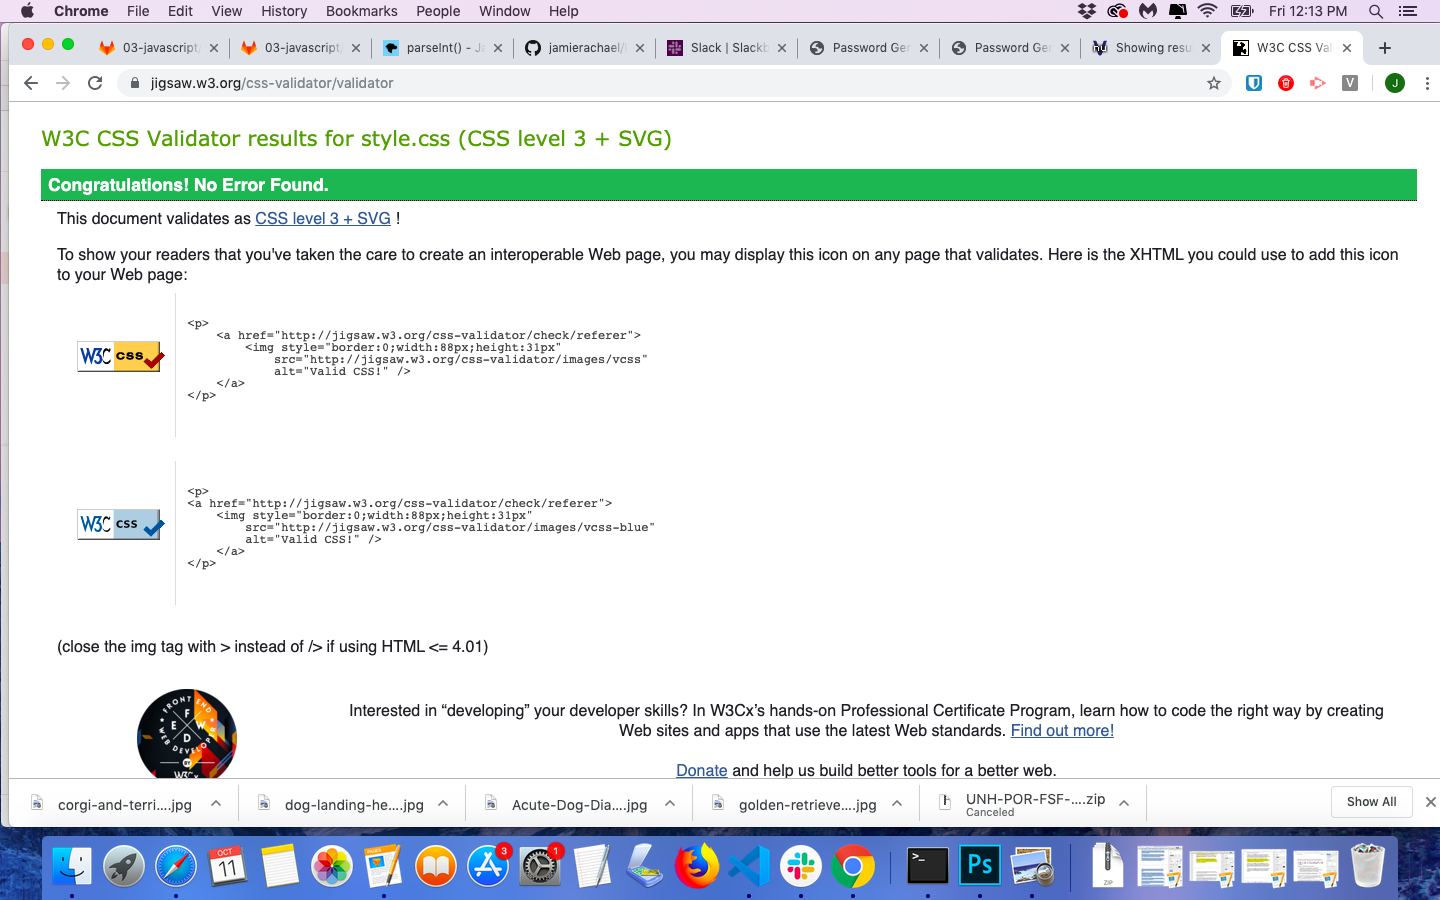 Chrome File Edit View History Bookmarks People Window Help Fri 12:13 PM
03-javascript 03-javascript parseInt() - Ja jamierachael/ Slack | Slackb Password Gen Password Gen Showing resu W3C CSS Val
jigsaw.w3.org/css-validator/validator
V
J
W3C CSS Validator results for style.css (CSS level 3 + SVG)
Congratulations! No Error Found.
This document validates as CSS level 3 + SVG !
To show your readers that you've taken the care to create an interoperable Web page, you may display this icon on any page that validates. Here is the XHTML you could use to add this icon
to your Web page:
W3C css
<p>
<a href="http://jigsaw.w3.org/css-validator/check/referer">
<img style="border:0;width:88px;height:31px"
src="http://jigsaw.w3.org/css-validator/images/vcss"
alt="Valid CSS!" />
</a>
</p>
W3C css
<p>
<a href="http://jigsaw.w3.org/css-validator/check/referer">
<img style="border:0;width:88px;height:31px"
src="http://jigsaw.w3.org/css-validator/images/vcss-blue"
alt="Valid CSS!" />
</a>
</p>
(close the img tag with > instead of /> if using HTML <= 4.01)
FRONT END
F
E W
D
WEB DEVELOPER
BY
W3Cx
Interested in “developing” your developer skills? In W3Cx’s hands-on Professional Certificate Program, learn how to code the right way by creating
Web sites and apps that use the latest Web standards. Find out more!
Donate and help us build better tools for a better web.
corgi-and-terri....jpg dog-landing-he....jpg Acute-Dog-Dia....jpg golden-retrieve....jpg UNH-POR-FSF-....zip Show All
Canceled
OCT
11
PAGES
3
1
>_
Ps
ZIP